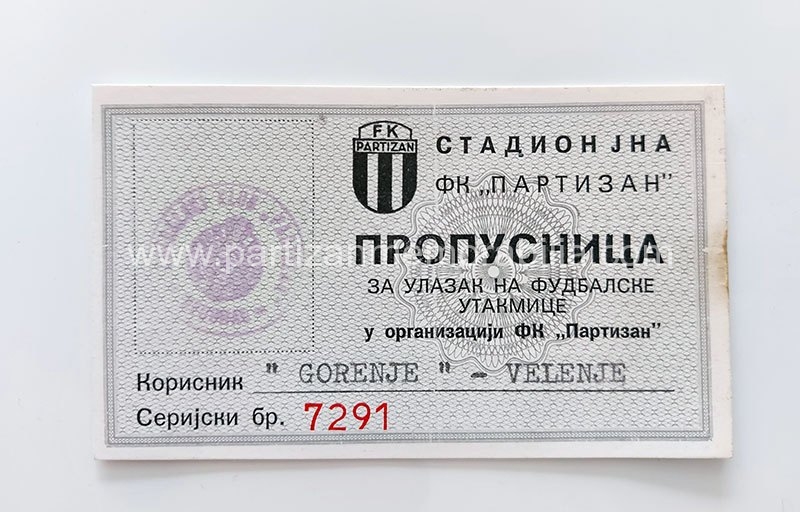 FK
PARTIZAN
СТАДИОН ЈНА
ФК „ПАРТИЗАН"
ПРОПУСНИЦА
ЗА УЛАЗАК НА ФУДБАЛСКЕ
УТАКМИЦЕ
у организацији ФК „Партизан"
Корисник " GORENJE " - VELENJE
Серијски бр. 7291